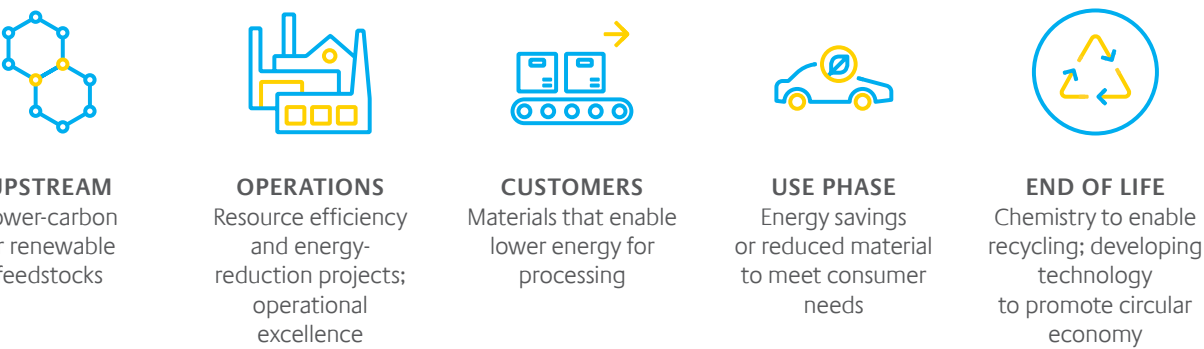 UPSTREAM
ower-carbon
r renewable
feedstocks
OPERATIONS
Resource efficiency
and energy-
reduction projects;
operational
excellence
CUSTOMERS
Materials that enable
lower energy for
processing
USE PHASE
Energy savings
or reduced material
to meet consumer
needs
END OF LIFE
Chemistry to enable
recycling; developing
technology
to promote circular
economy